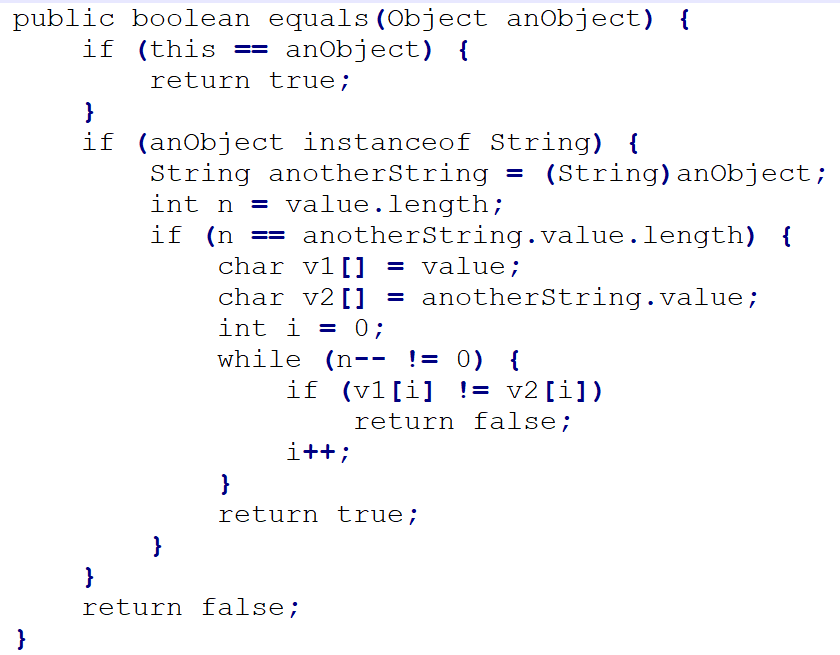 public boolean equals(Object anObject) {
    if (this == anObject) {
        return true;
    }
    if (anObject instanceof String) {
        String anotherString = (String)anObject;
        int n = value.length;
        if (n == anotherString.value.length) {
            char v1[] = value;
            char v2[] = anotherString.value;
            int i = 0;
            while (n-- != 0) {
                if (v1[i] != v2[i])
                    return false;
                i++;
            }
            return true;
        }
    }
    return false;
}